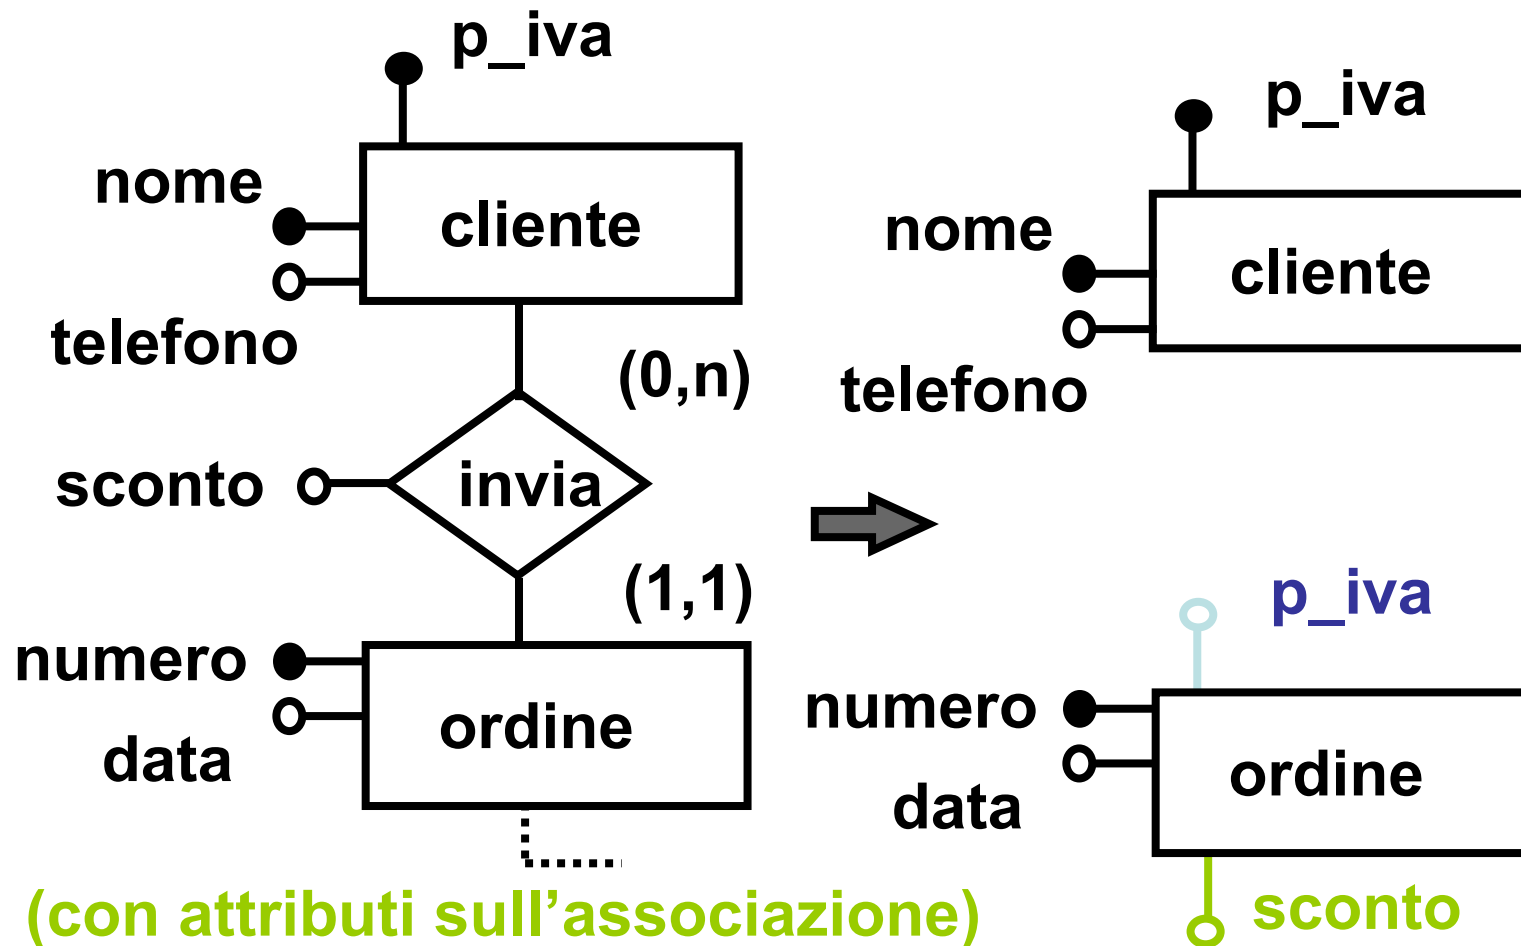 p_iva
nome
cliente
telefono
(0,n)
sconto
invia
(1,1)
numero
ordine
data
(con attributi sull’associazione)
p_iva
nome
cliente
telefono
p_iva
numero
ordine
data
sconto